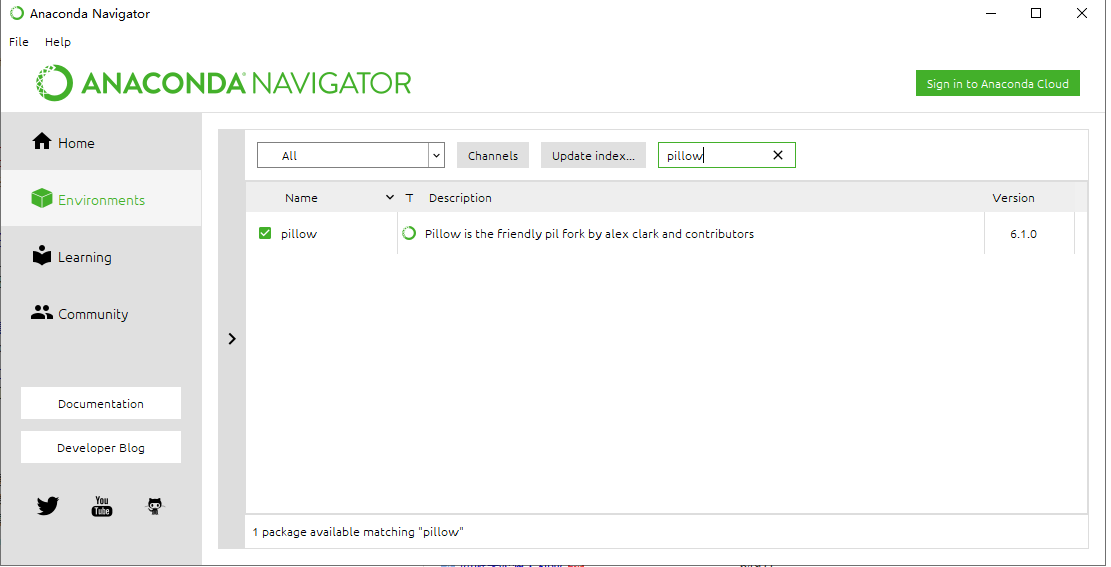 Anaconda Navigator
File Help
ANACONDA NAVIGATOR
Sign in to Anaconda Cloud
Home
Environments
Learning
Community
Documentation
Developer Blog
You
Tube
All Channels Update index... pillow
Name T Description Version
pillow Pillow is the friendly pil fork by alex clark and contributors 6.1.0
1 package available matching "pillow"